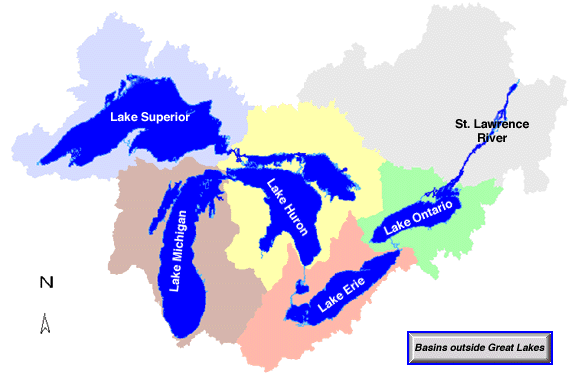 Lake Superior
St. Lawrence
River
Lake Huron
Lake Ontario
Lake Michigan
Lake Erie
N
Basins outside Great Lakes